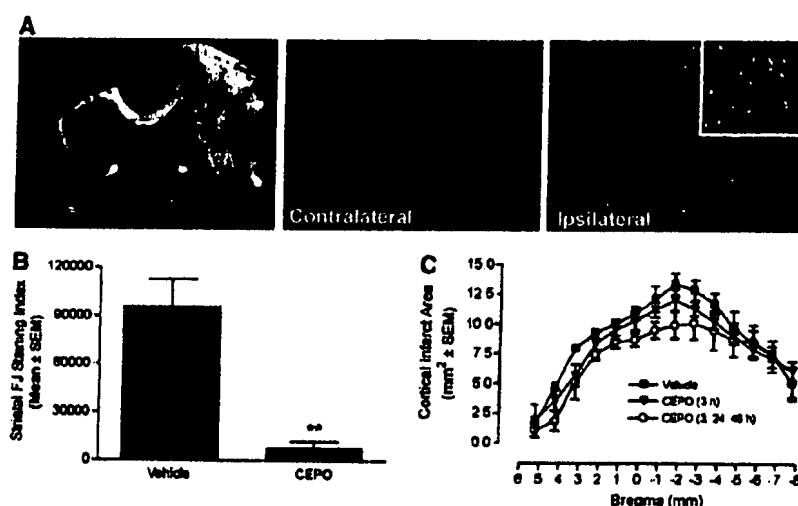 A
Contralateral
Ipsilateral
B
Striatal FJ Staining Index
(Mean ± SEM)
120000
90000
60000
30000
0
**
Vehicle
CEPO
C
Cortical Infarct Area
(mm² ± SEM)
15.0
12.5
10.0
7.5
5.0
2.5
0.0
Vehicle
CEPO (3 h)
CEPO (3, 24, 48 h)
6 5 4 3 2 1 0 -1 -2 -3 -4 -5 -6 -7 -8
Bregma (mm)